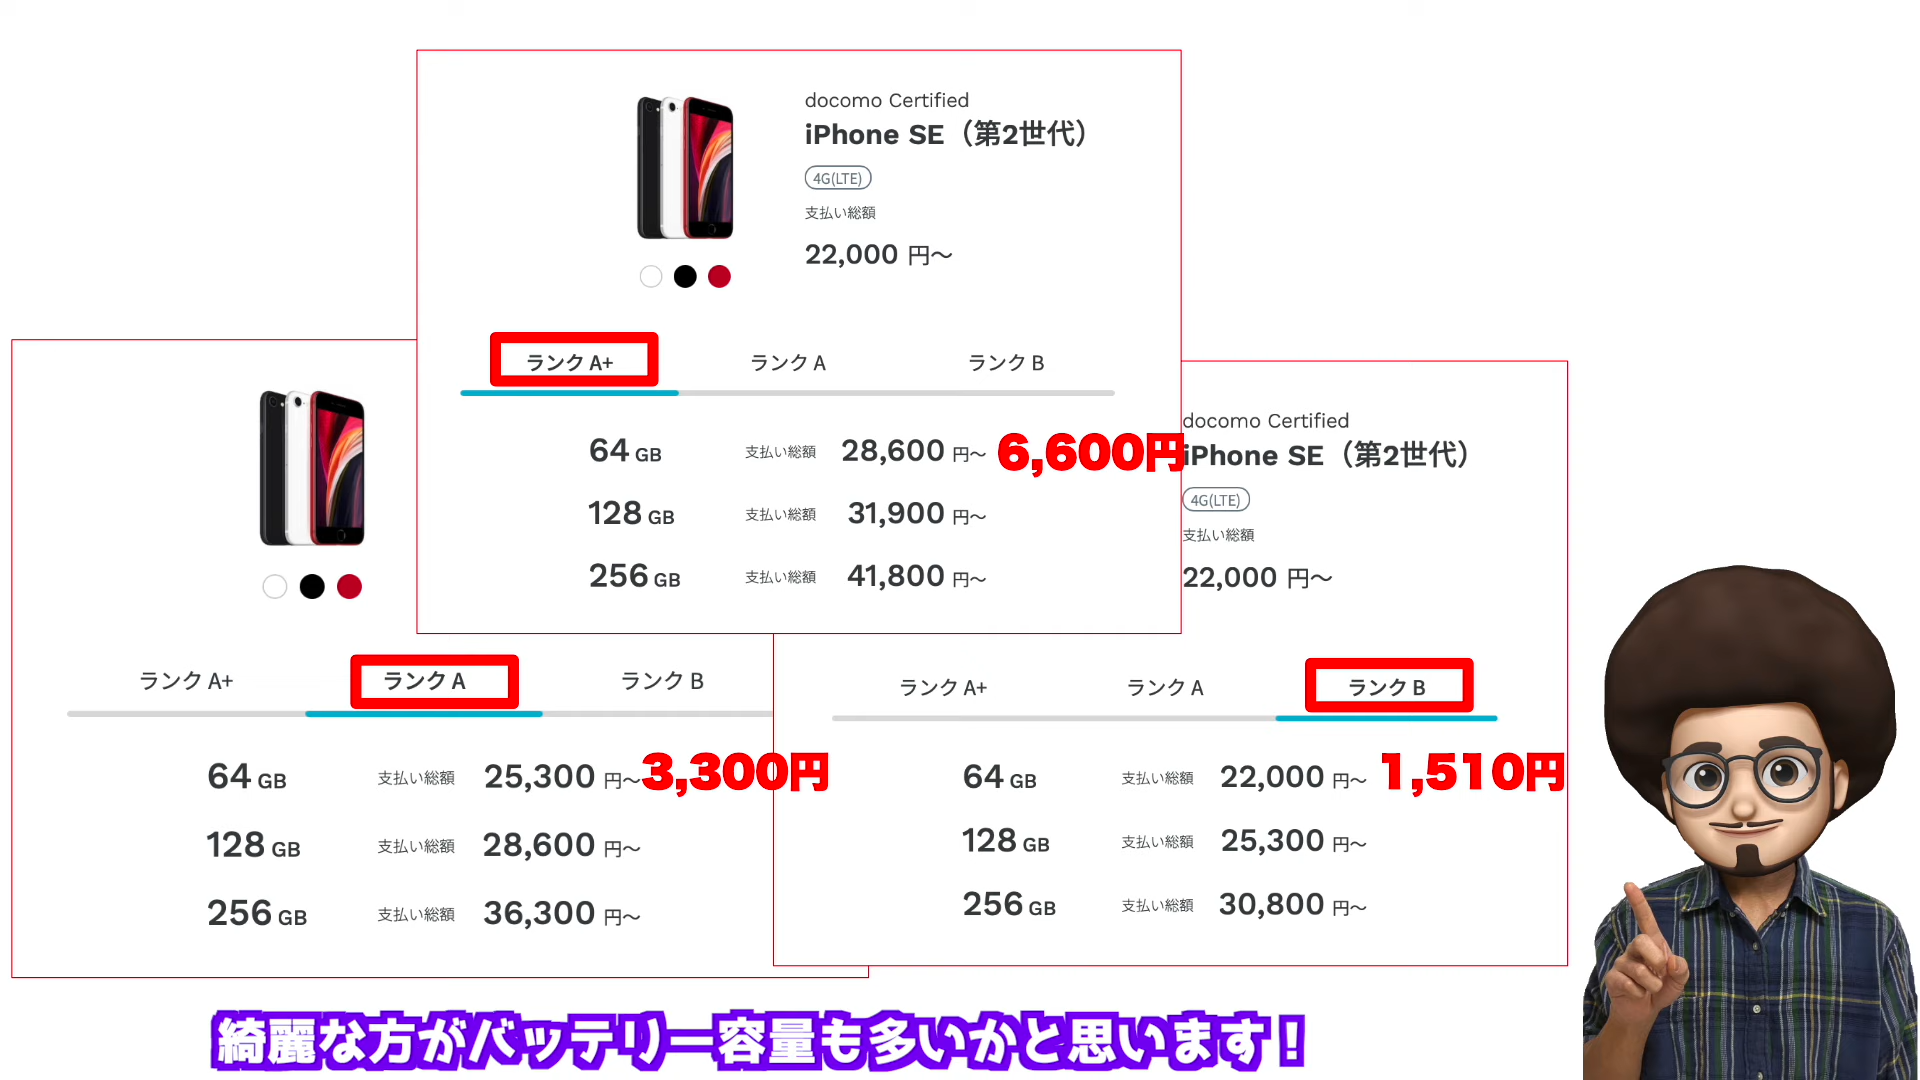 docomo Certified
iPhone SE（第2世代）
4G(LTE)
支払い総額
22,000 円～
ランク A+ ランク A ランク B
64 GB 支払い総額 28,600 円～ 6,600円
128 GB 支払い総額 31,900 円～
256 GB 支払い総額 41,800 円～
ランク A+ ランク A ランク B
64 GB 支払い総額 25,300 円～ 3,300円
128 GB 支払い総額 28,600 円～
256 GB 支払い総額 36,300 円～
docomo Certified
iPhone SE（第2世代）
4G(LTE)
支払い総額
22,000 円～
ランク A+ ランク A ランク B
64 GB 支払い総額 22,000 円～ 1,510円
128 GB 支払い総額 25,300 円～
256 GB 支払い総額 30,800 円～
綺麗な方がバッテリー容量も多いかと思います！